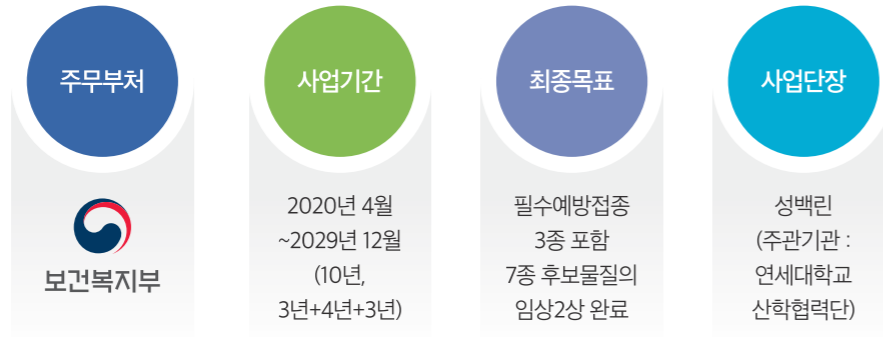 주무부처
보건복지부
사업기간
2020년 4월
~2029년 12월
(10년,
3년+4년+3년)
최종목표
필수예방접종
3종 포함
7종 후보물질의
임상2상 완료
사업단장
성백린
(주관기관 :
연세대학교
산학협력단)